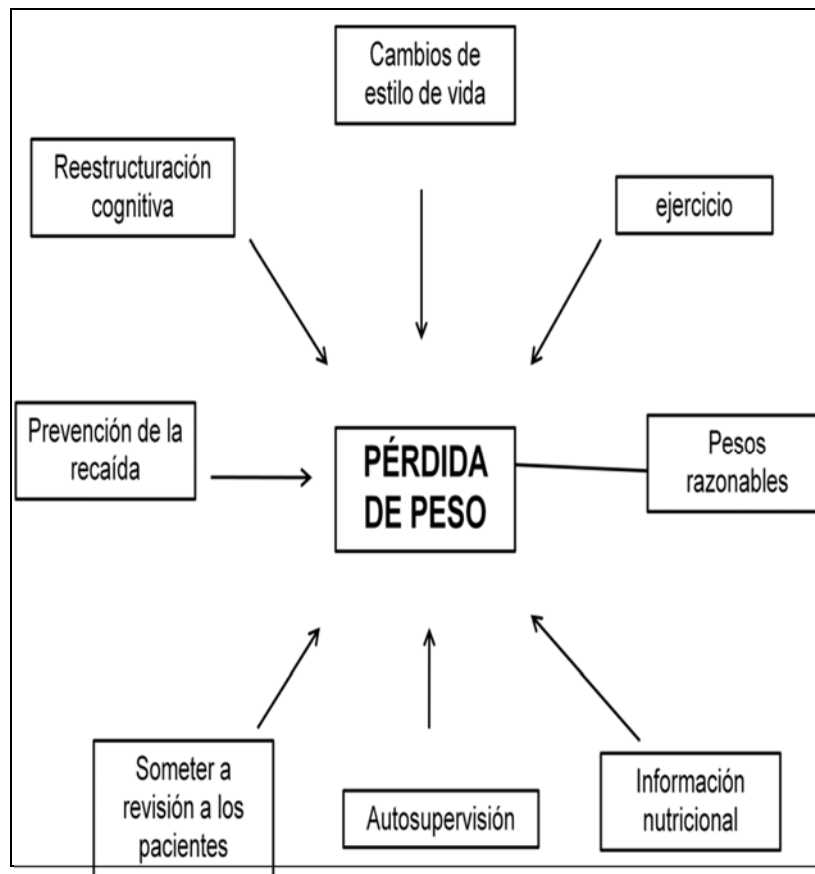 Cambios de
estilo de vida
Reestructuración
cognitiva
ejercicio
Prevención de la
recaída
PÉRDIDA
DE PESO
Pesos
razonables
Someter a
revisión a los
pacientes
Autosupervisión
Información
nutricional